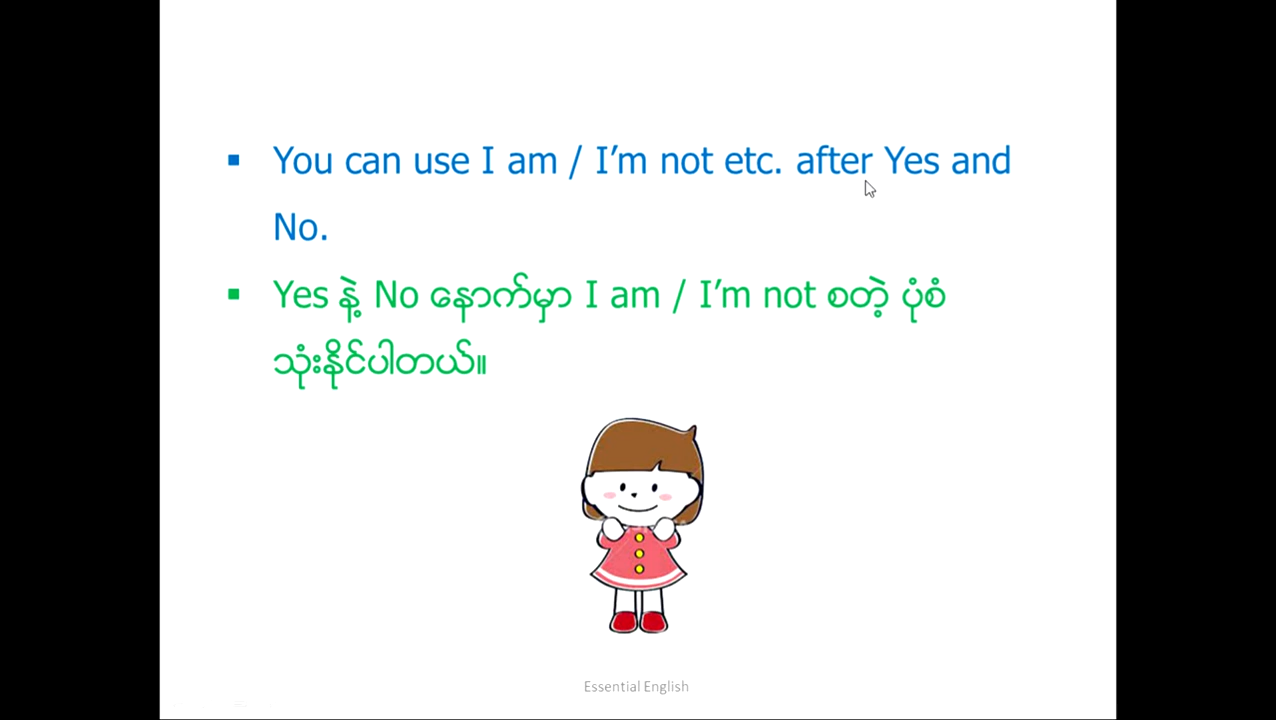 ▪ You can use I am / I’m not etc. after Yes and
No.
▪ Yes နဲ့ No နောက်မှာ I am / I’m not စတဲ့ ပုံစံ
သုံးနိုင်ပါတယ်။
Essential English